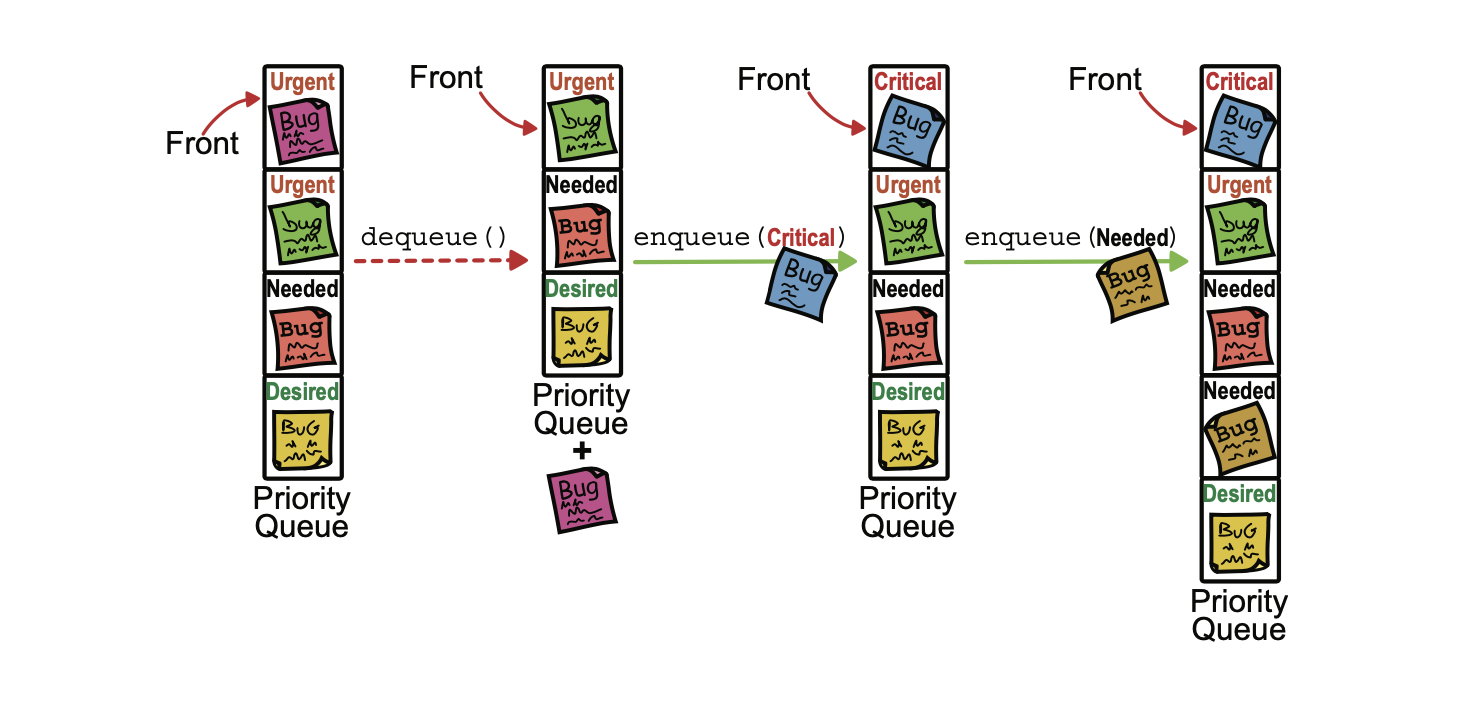 Front
Urgent
Bug
Urgent
bug
Needed
Bug
Desired
BuG
Priority
Queue
dequeue()
Front
Urgent
bug
Needed
Bug
Desired
BuG
Priority
Queue
+
Bug
enqueue(Critical)
Bug
Front
Critical
Bug
Urgent
bug
Needed
Bug
Desired
BuG
Priority
Queue
enqueue(Needed)
Bug
Front
Critical
Bug
Urgent
bug
Needed
Bug
Needed
Bug
Desired
BuG
Priority
Queue